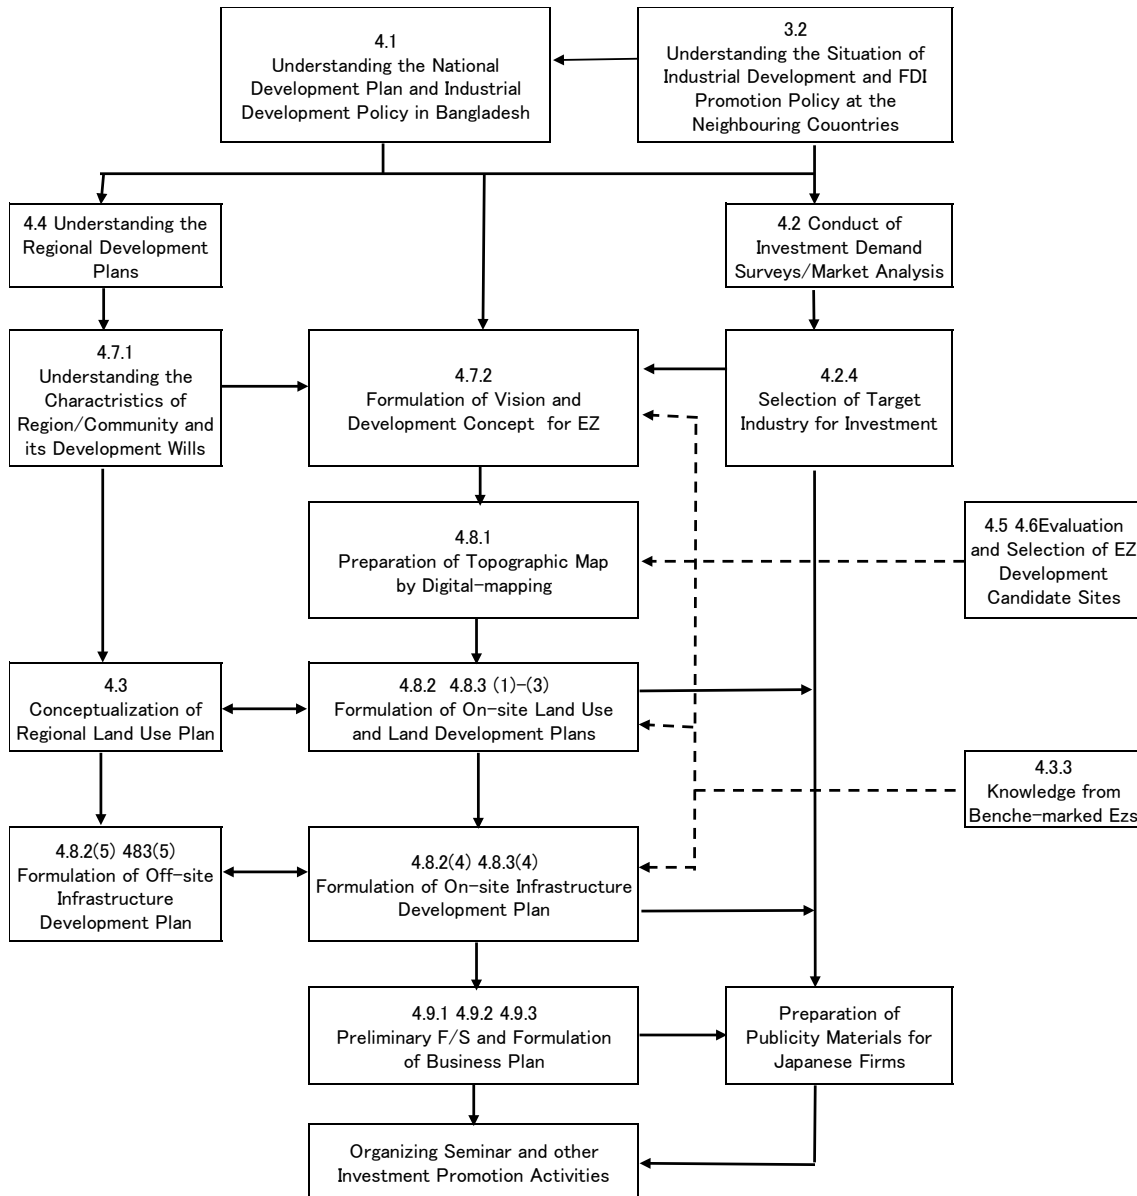 4.1
Understanding the National
Development Plan and Industrial
Development Policy in Bangladesh
3.2
Understanding the Situation of
Industrial Development and FDI
Promotion Policy at the
Neighbouring Couontries
4.4 Understanding the
Regional Development
Plans
4.2 Conduct of
Investment Demand
Surveys/Market Analysis
4.7.1
Understanding the
Charactristics of
Region/Community and
its Development Wills
4.7.2
Formulation of Vision and
Development Concept for EZ
4.2.4
Selection of Target
Industry for Investment
4.8.1
Preparation of Topographic Map
by Digital-mapping
4.5 4.6Evaluation
and Selection of EZ
Development
Candidate Sites
4.3
Conceptualization of
Regional Land Use Plan
4.8.2 4.8.3 (1)-(3)
Formulation of On-site Land Use
and Land Development Plans
4.3.3
Knowledge from
Benche-marked Ezs
4.8.2(5) 483(5)
Formulation of Off-site
Infrastructure
Development Plan
4.8.2(4) 4.8.3(4)
Formulation of On-site Infrastructure
Development Plan
4.9.1 4.9.2 4.9.3
Preliminary F/S and Formulation
of Business Plan
Preparation of
Publicity Materials for
Japanese Firms
Organizing Seminar and other
Investment Promotion Activities